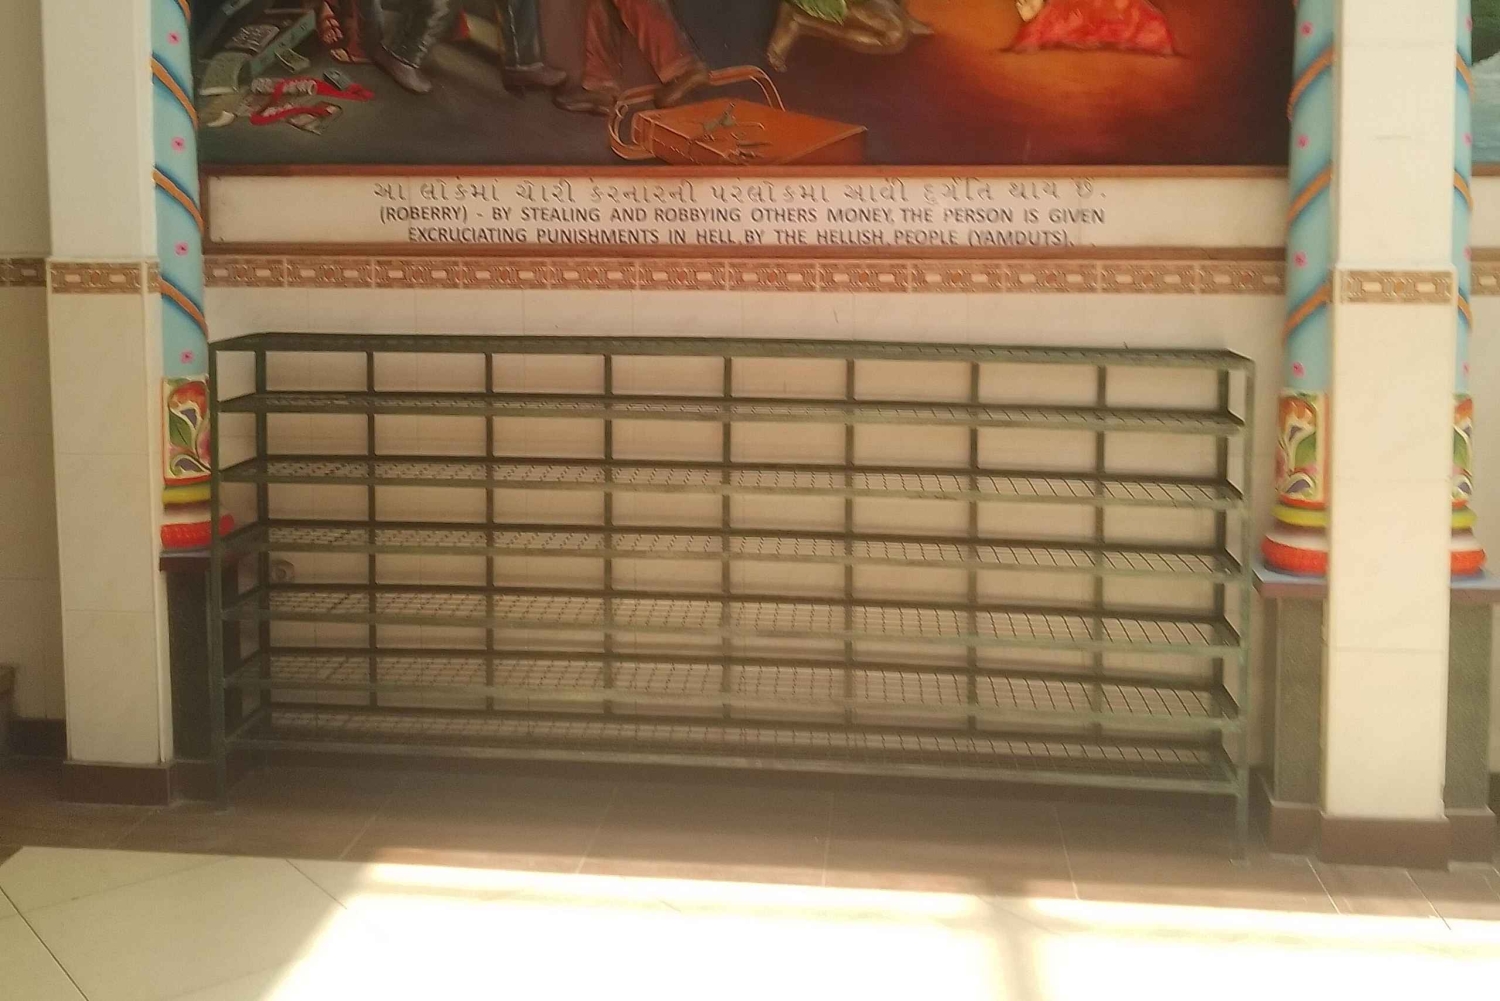 આ લોકમાં ચોરી કરનારની પરલોકમા આવી દુર્ગતિ થાય છે.
(ROBERRY) - BY STEALING AND ROBBYING OTHERS MONEY, THE PERSON IS GIVEN
EXCRUCIATING PUNISHMENTS IN HELL BY THE HELLISH PEOPLE (YAMDUTS).